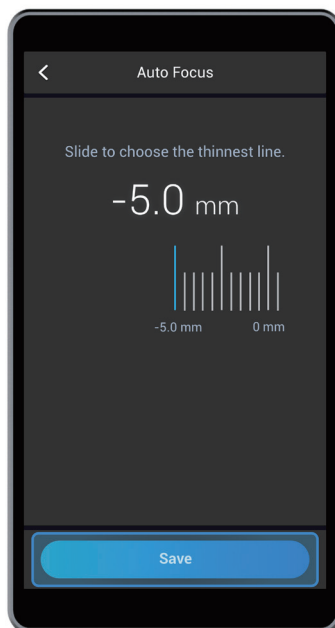 Auto Focus
Slide to choose the thinnest line.
-5.0 mm
-5.0 mm 0 mm
Save